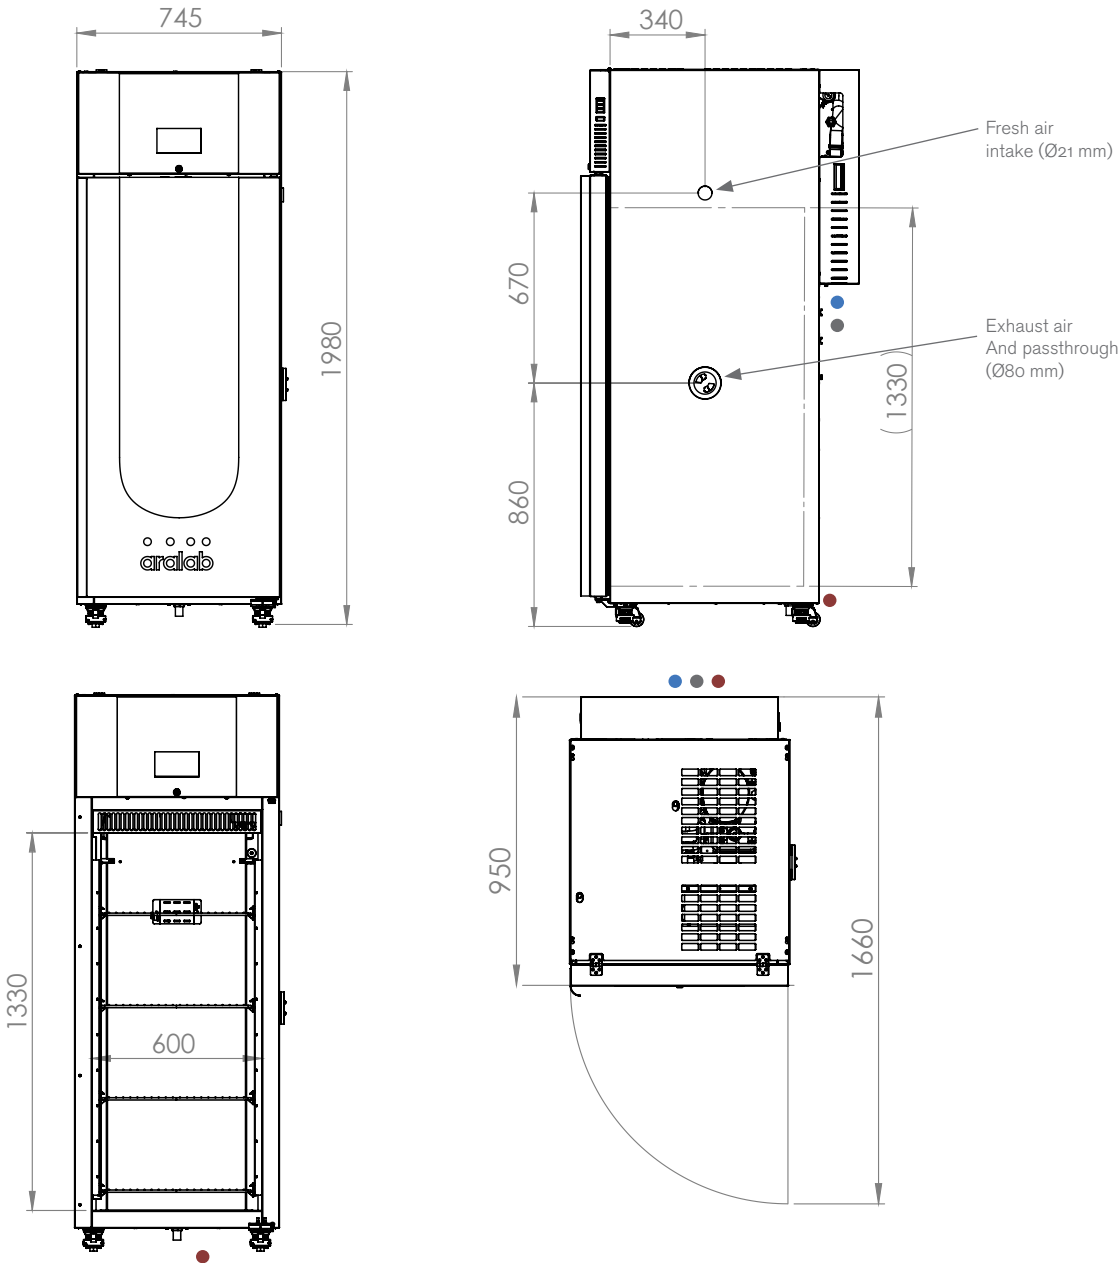 745
340
Fresh air
intake (Ø21 mm)
670
1980
Exhaust air
And passthrough
(Ø80 mm)
(1330)
860
aralab
950
1660
1330
600